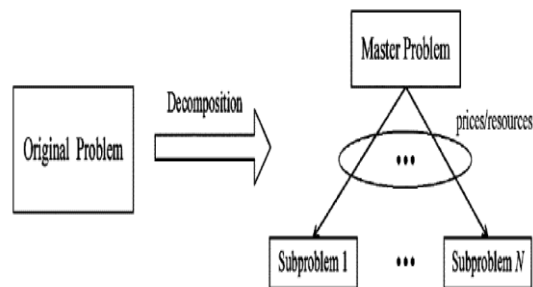 Master Problem
Decomposition
prices/resources
Original Problem
•••
Subproblem 1
•••
Subproblem N